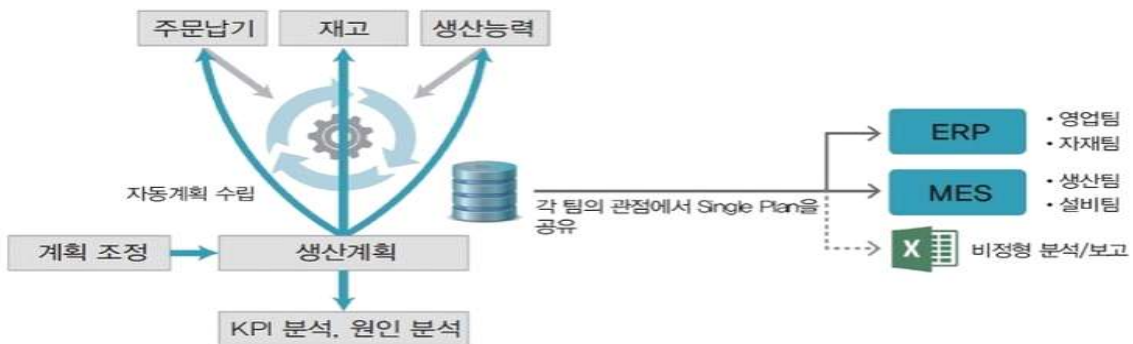 주문납기
재고
생산능력
자동계획 수립
계획 조정
생산계획
KPI 분석, 원인 분석
각 팀의 관점에서 Single Plan을
공유
ERP
• 영업팀
• 자재팀
MES
• 생산팀
• 설비팀
X
비정형 분석/보고